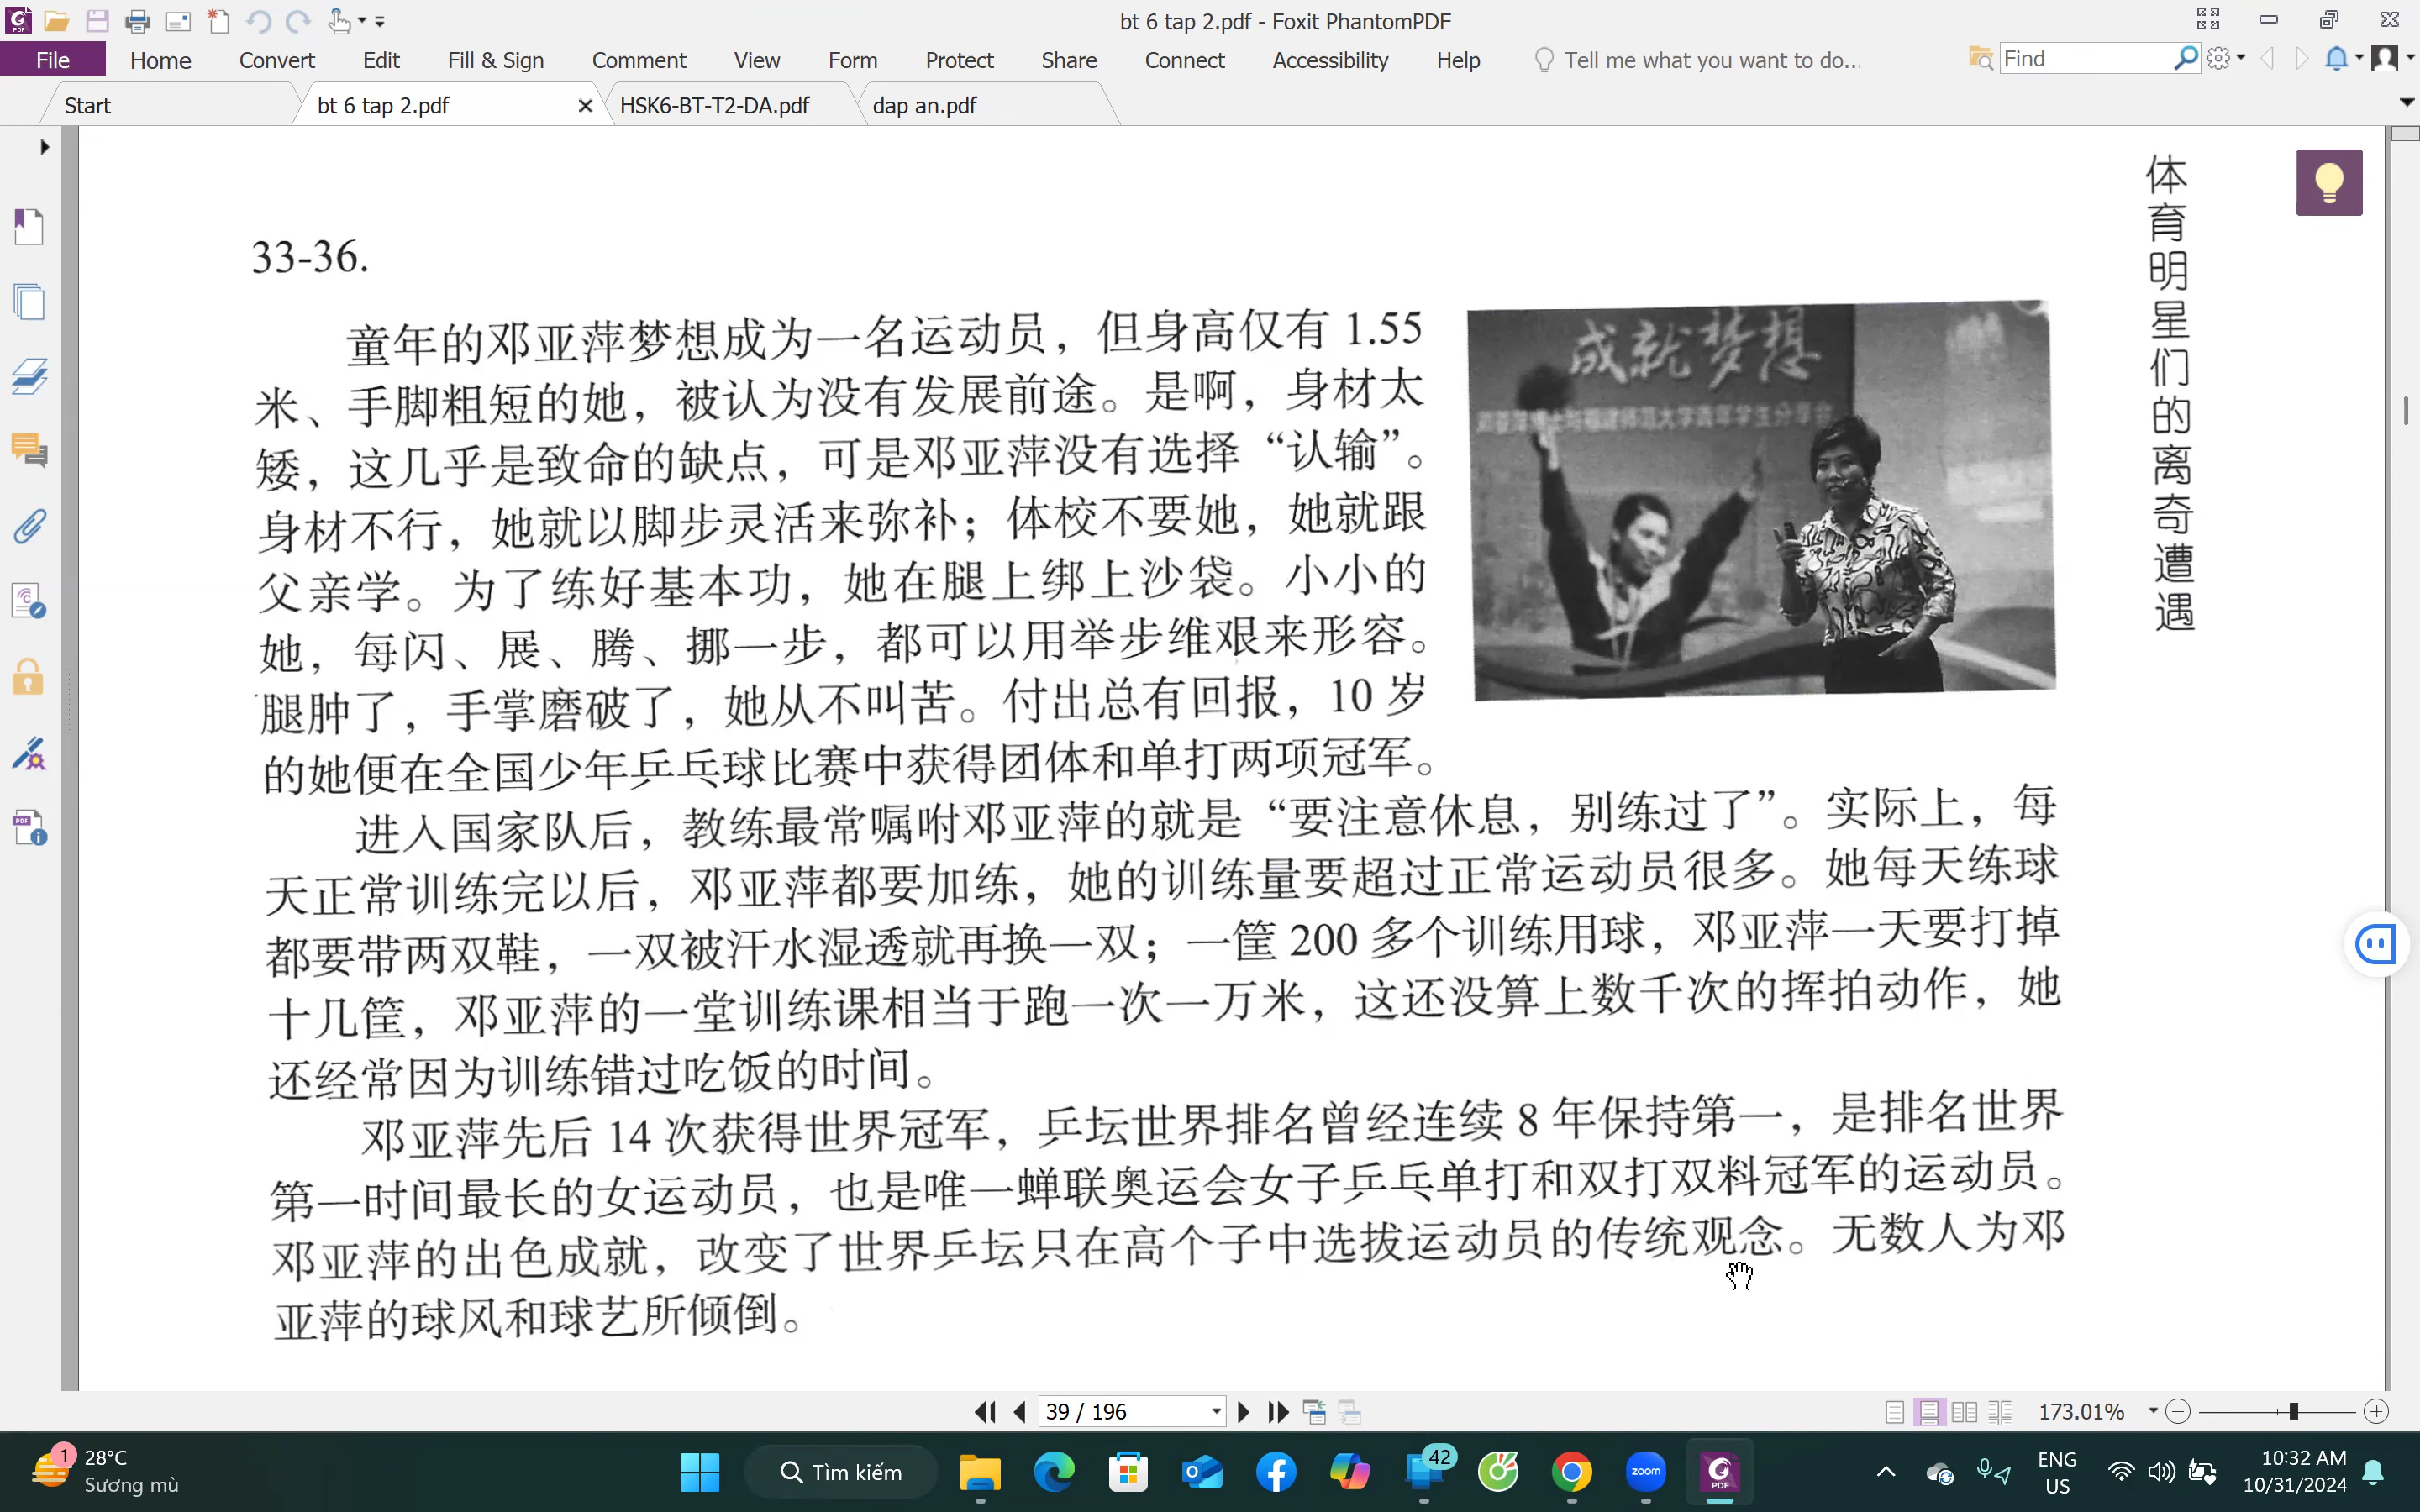 bt 6 tap 2.pdf - Foxit PhantomPDF
File Home Convert Edit Fill & Sign Comment View Form Protect Share Connect Accessibility Help Tell me what you want to do... Find
Start bt 6 tap 2.pdf HSK6-BT-T2-DA.pdf dap an.pdf
体育明星们的离奇遭遇
33-36.
童年的邓亚萍梦想成为一名运动员，但身高仅有 1.55
米、手脚粗短的她，被认为没有发展前途。是啊，身材太
矮，这几乎是致命的缺点，可是邓亚萍没有选择“认输”。
身材不行，她就以脚步灵活来弥补；体校不要她，她就跟
父亲学。为了练好基本功，她在腿上绑上沙袋。小小的
她，每闪、展、腾、挪一步，都可以用举步维艰来形容。
腿肿了，手掌磨破了，她从不叫苦。付出总有回报，10 岁
的她便在全国少年乒乓球比赛中获得团体和单打两项冠军。
成就梦想
进入国家队后，教练最常嘱咐邓亚萍的就是“要注意休息，别练过了”。实际上，每
天正常训练完以后，邓亚萍都要加练，她的训练量要超过正常运动员很多。她每天练球
都要带两双鞋，一双被汗水湿透就再换一双；一筐 200 多个训练用球，邓亚萍一天要打掉
十几筐，邓亚萍的一堂训练课相当于跑一次一万米，这还没算上数千次的挥拍动作，她
还经常因为训练错过吃饭的时间。
邓亚萍先后 14 次获得世界冠军，乒坛世界排名曾经连续 8 年保持第一，是排名世界
第一时间最长的女运动员，也是唯一蝉联奥运会女子乒乓单打和双打双料冠军的运动员。
邓亚萍的出色成就，改变了世界乒坛只在高个子中选拔运动员的传统观念。无数人为邓
亚萍的球风和球艺所倾倒。
39 / 196
173.01%
1
28°C
Sương mù
Tìm kiếm
42
zoom
PDF
ENG
US
10:32 AM
10/31/2024